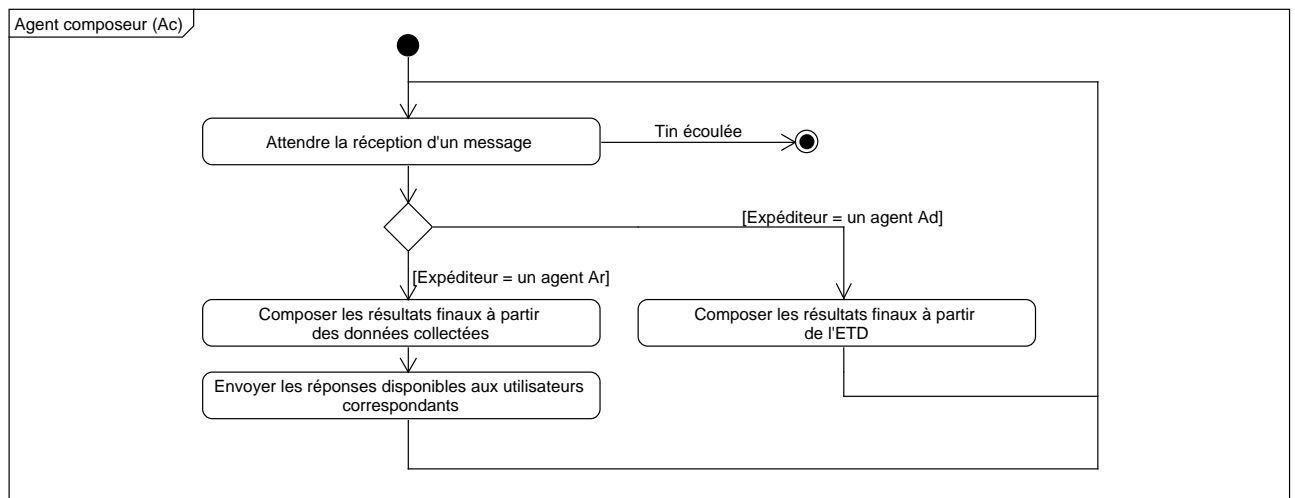 Agent composeur (Ac)
Attendre la réception d'un message
Tin écoulée
[Expéditeur = un agent Ad]
[Expéditeur = un agent Ar]
Composer les résultats finaux à partir
des données collectées
Composer les résultats finaux à partir
de l'ETD
Envoyer les réponses disponibles aux utilisateurs
correspondants